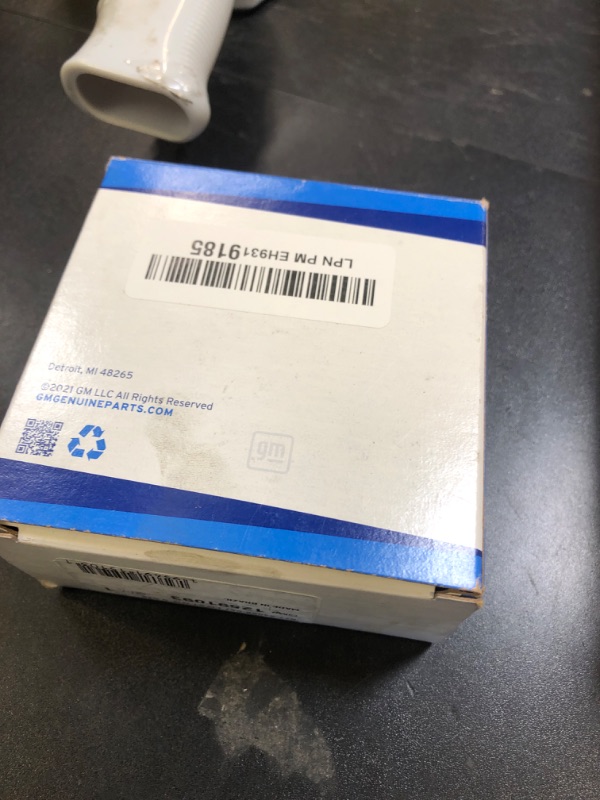 LPN PM EH9319185
Detroit, MI 48265
©2021 GM LLC All Rights Reserved
GMGENUINEPARTS.COM
gm